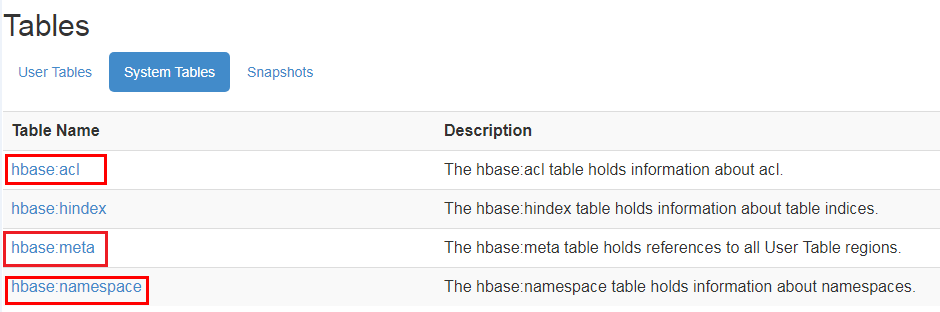 Tables
User Tables System Tables Snapshots
Table Name Description
hbase:acl The hbase:acl table holds information about acl.
hbase:hindex The hbase:hindex table holds information about table indices.
hbase:meta The hbase:meta table holds references to all User Table regions.
hbase:namespace The hbase:namespace table holds information about namespaces.